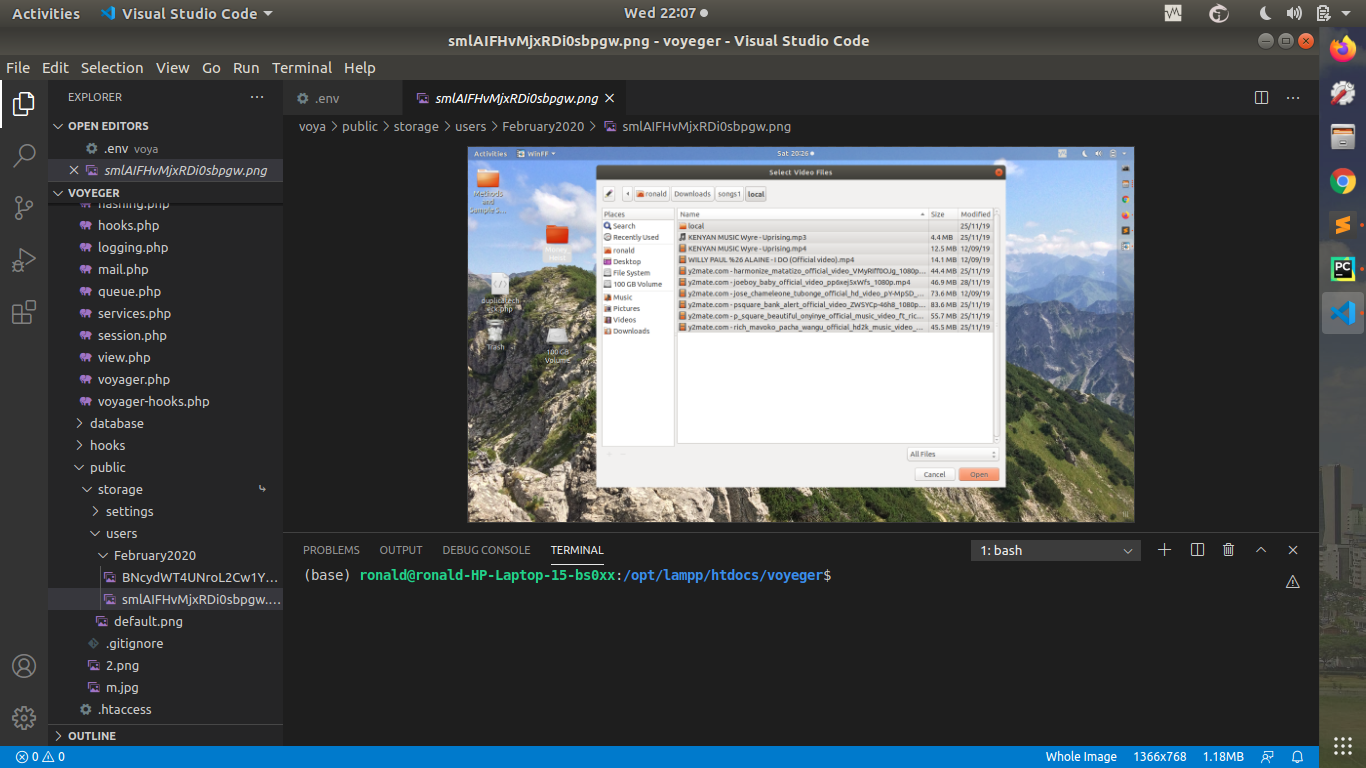 Activities Visual Studio Code Wed 22:07
smlAIFHvMjxRDi0sbpgw.png - voyeger - Visual Studio Code
File Edit Selection View Go Run Terminal Help
EXPLORER
OPEN EDITORS
.env voya
smlAIFHvMjxRDi0sbpgw.png
VOYEGER
hashing.php
hooks.php
logging.php
mail.php
queue.php
services.php
session.php
view.php
voyager.php
voyager-hooks.php
database
hooks
public
storage
settings
users
February2020
BNcydWT4UNroL2Cw1Y...
smlAIFHvMjxRDi0sbpgw....
default.png
.gitignore
2.png
m.jpg
.htaccess
OUTLINE
.env
smlAIFHvMjxRDi0sbpgw.png
voya > public > storage > users > February2020 > smlAIFHvMjxRDi0sbpgw.png
Activities WinFF Sat 20:26
Methods
and
Sample S...
duplicatech
eck.php
Trash
100 GB
Volume
Select Video Files
ronald Downloads songs1 local
Places
Search
Recently Used
ronald
Desktop
File System
100 GB Volume
Music
Pictures
Videos
Downloads
Name Size Modified
local 25/11/19
KENYAN MUSIC Wyre - Uprising.mp3 4.4 MB 25/11/19
KENYAN MUSIC Wyre - Uprising.mp4 12.5 MB 12/09/19
WILLY PAUL %26 ALAINE - I DO (Official video).mp4 14.1 MB 12/09/19
y2mate.com - harmonize_matatizo_official_video_VMyRiff0OJg_1080p... 44.4 MB 25/11/19
y2mate.com - joeboy_baby_official_video_pp6xej5xWfs_1080p.mp4 46.9 MB 28/11/19
y2mate.com - jose_chameleone_tubonge_official_hd_video_pY-Mp5D_... 73.6 MB 12/09/19
y2mate.com - psquare_bank_alert_official_video_ZWSYCp-46h8_1080p... 83.6 MB 25/11/19
y2mate.com - p_square_beautiful_onyinye_official_music_video_ft_ric... 55.7 MB 25/11/19
y2mate.com - rich_mavoko_pacha_wangu_official_hd2k_music_video_... 45.5 MB 25/11/19
All Files
Cancel Open
PROBLEMS OUTPUT DEBUG CONSOLE TERMINAL 1: bash
(base) ronald@ronald-HP-Laptop-15-bs0xx:/opt/lampp/htdocs/voyeger$
0 0 Whole Image 1366x768 1.18MB